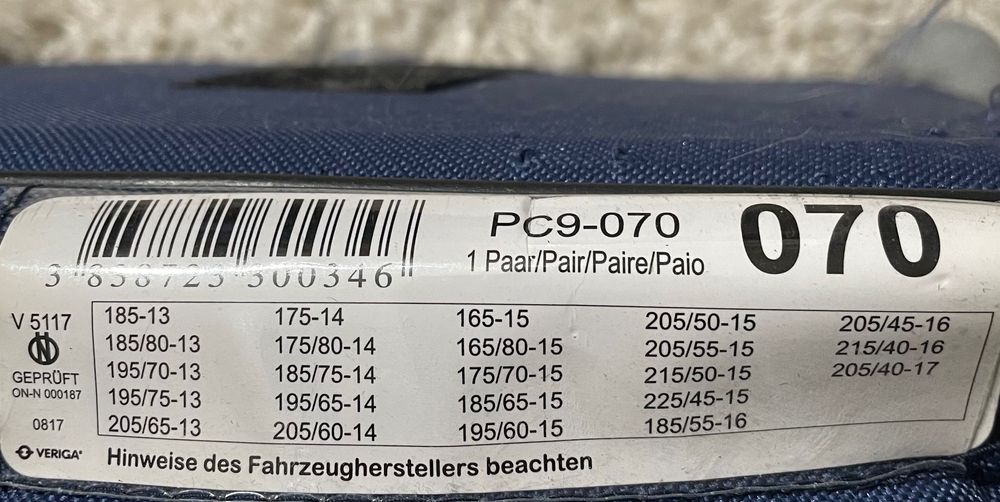 PC9-070
070
1 Paar/Pair/Paire/Paio
3 838723 300346
V 5117
GEPRÜFT
ON-N 000187
0817
VERIGA
185-13 175-14 165-15 205/50-15 205/45-16
185/80-13 175/80-14 165/80-15 205/55-15 215/40-16
195/70-13 185/75-14 175/70-15 215/50-15 205/40-17
195/75-13 195/65-14 185/65-15 225/45-15
205/65-13 205/60-14 195/60-15 185/55-16
Hinweise des Fahrzeugherstellers beachten